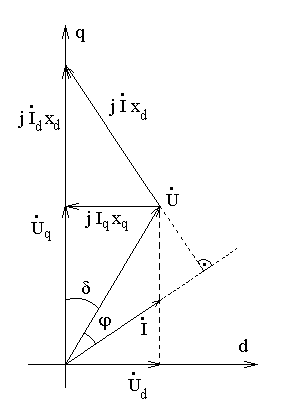 q
j İ x_d
j İ_d x_d
U̇
j I_q x_q
U̇_q
δ
φ
İ
d
U̇_d